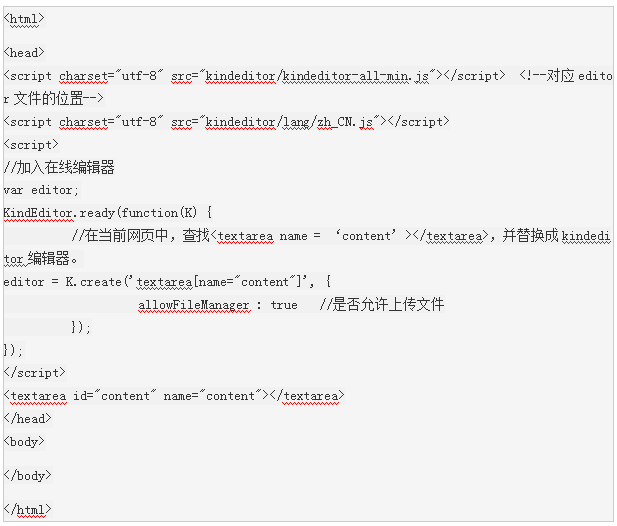 <html>
<head>
<script charset="utf-8" src="kindeditor/kindeditor-all-min.js"></script>  <!--对应 edito
r 文件的位置-->
<script charset="utf-8" src="kindeditor/lang/zh_CN.js"></script>
<script>
//加入在线编辑器
var editor;
KindEditor.ready(function(K) {
//在当前网页中，查找<textarea name = ‘content’></textarea>，并替换成 kindedi
tor 编辑器。
editor = K.create('textarea[name="content"]', {
allowFileManager : true   //是否允许上传文件
});
});
</script>
<textarea id="content" name="content"></textarea>
</head>
<body>
</body>
</html>